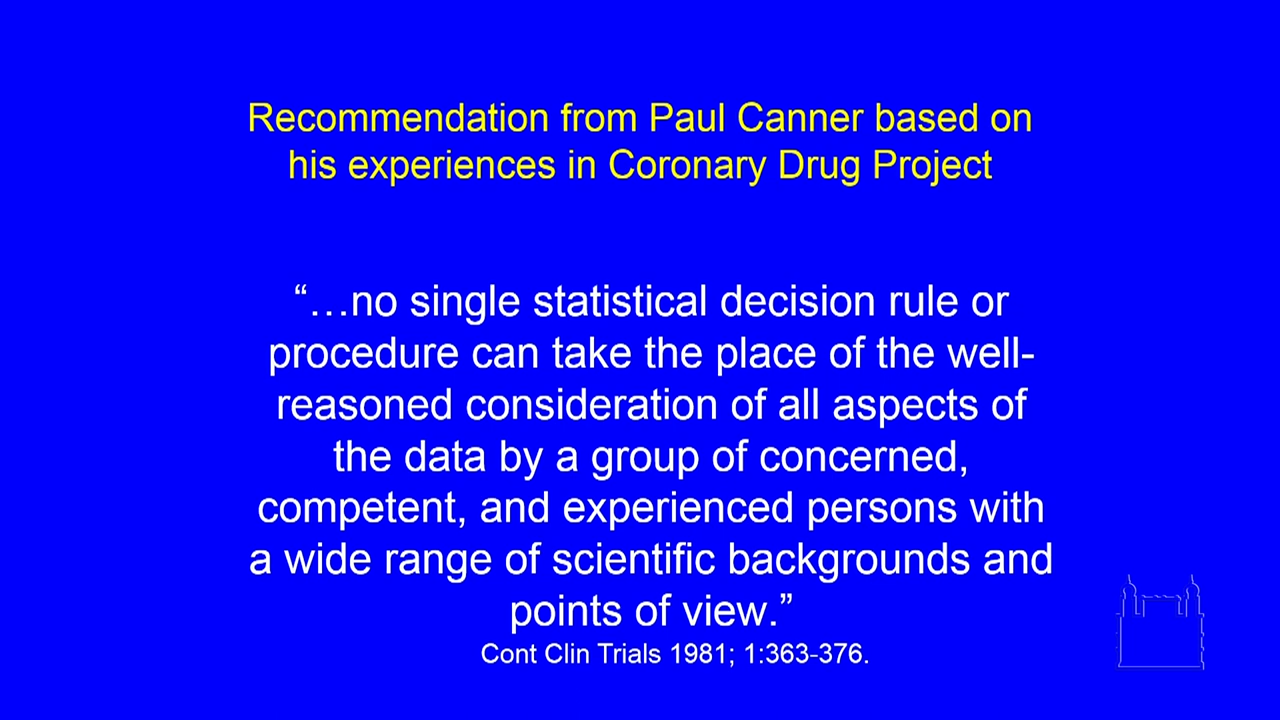 Recommendation from Paul Canner based on
his experiences in Coronary Drug Project
“…no single statistical decision rule or
procedure can take the place of the well-
reasoned consideration of all aspects of
the data by a group of concerned,
competent, and experienced persons with
a wide range of scientific backgrounds and
points of view.”
Cont Clin Trials 1981; 1:363-376.